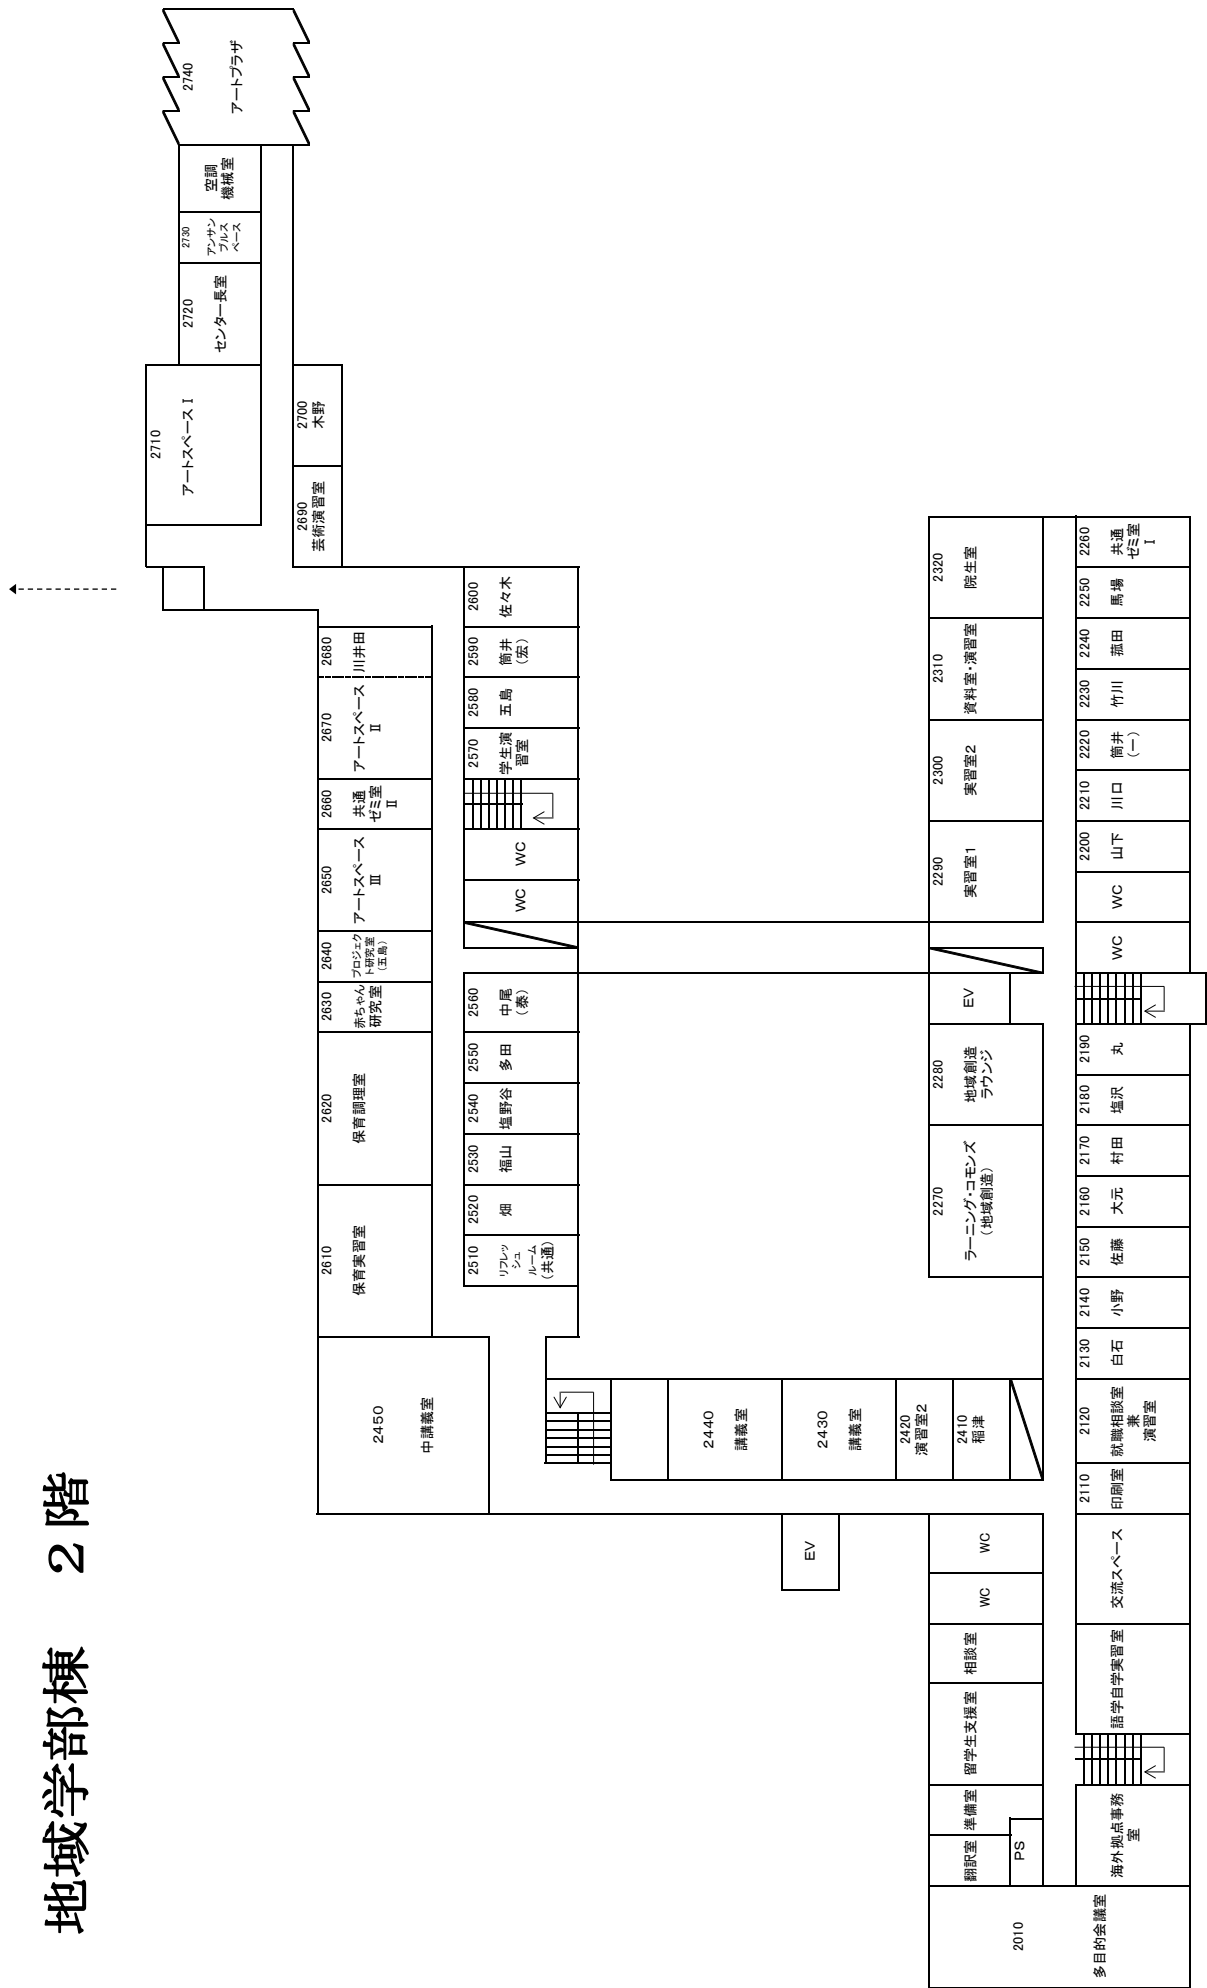 地域学部棟　２階
2740
アートプラザ
空調
機械室
2730
アンサン
ブルス
ペース
2720
センター長室
2710
アートスペースⅠ
2700
木野
2690
芸術演習室
2680
川井田
2670
アートスペース
Ⅱ
2660
共通
ゼミ室
Ⅱ
2650
アートスペース
Ⅲ
2640
プロジェク
ト研究室
（五島）
2630
赤ちゃん
研究室
2620
保育調理室
2610
保育実習室
2600
佐々木
2590
筒井
（宏）
2580
五島
2570
学生演
習室
WC
WC
2560
中尾
（泰）
2550
多田
2540
塩野谷
2530
福山
2520
畑
2510
リフレッ
シュ
ルーム
（共通）
2450
中講義室
2440
講義室
2430
講義室
2420
演習室2
2410
稲津
EV
2320
院生室
2310
資料室・演習室
2300
実習室2
2290
実習室1
EV
2280
地域創造
ラウンジ
2270
ラーニング・コモンズ
（地域創造）
2260
共通
ゼミ室
Ⅰ
2250
馬場
2240
菰田
2230
竹川
2220
筒井
（一）
2210
川口
2200
山下
WC
WC
2190
丸
2180
塩沢
2170
村田
2160
大元
2150
佐藤
2140
小野
2130
白石
2120
就職相談室
兼
演習室
2110
印刷室
交流スペース
語学自学実習室
海外拠点事務
室
WC
WC
相談室
留学生支援室
準備室
翻訳室
PS
2010
多目的会議室